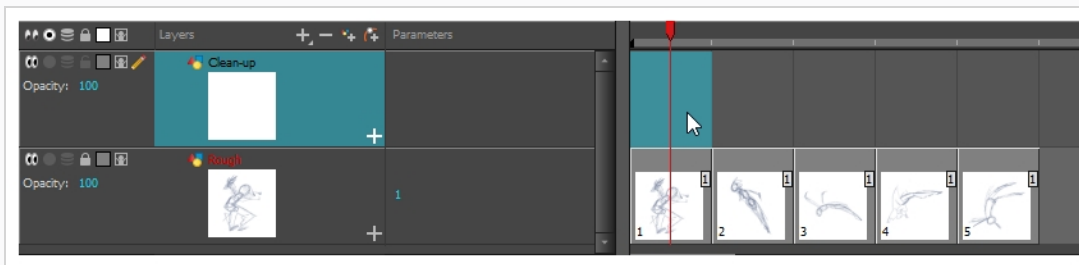 Layers Parameters
Clean-up
Opacity: 100
Rough
Opacity: 100
1
1 1 1 1 1
1 2 3 4 5